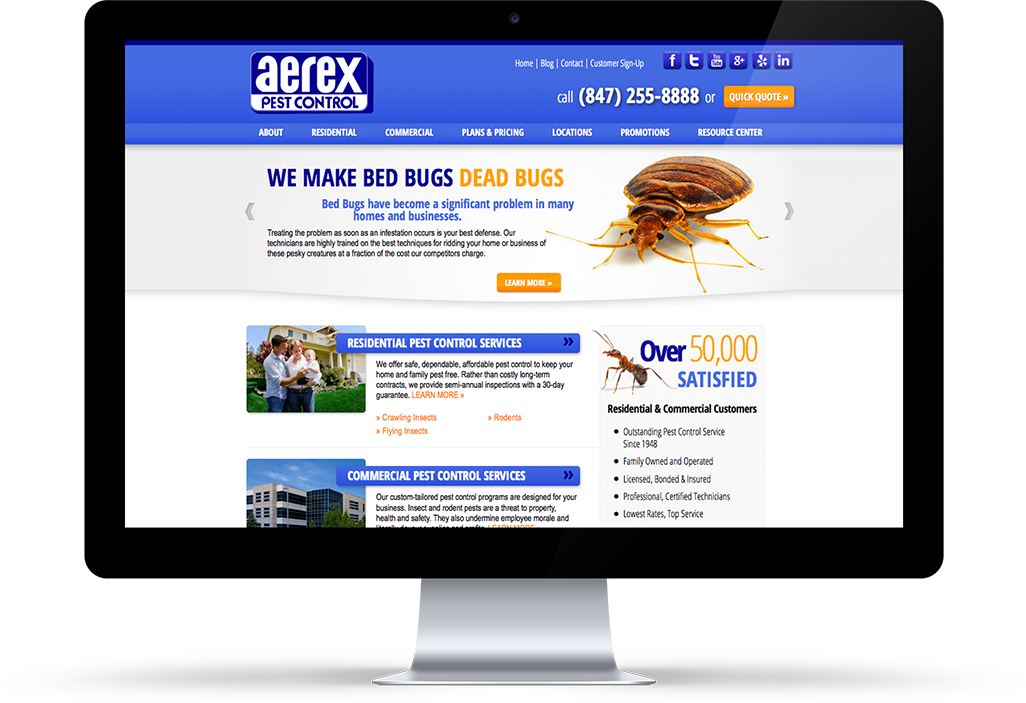 aerex
PEST CONTROL
Home | Blog | Contact | Customer Sign-Up
f t You Tube g+ in
call (847) 255-8888 or QUICK QUOTE »
ABOUT RESIDENTIAL COMMERCIAL PLANS & PRICING LOCATIONS PROMOTIONS RESOURCE CENTER
WE MAKE BED BUGS DEAD BUGS
Bed Bugs have become a significant problem in many
homes and businesses.
Treating the problem as soon as an infestation occurs is your best defense. Our
technicians are highly trained on the best techniques for ridding your home or business of
these pesky creatures at a fraction of the cost our competitors charge.
LEARN MORE »
RESIDENTIAL PEST CONTROL SERVICES »
We offer safe, dependable, affordable pest control to keep your
home and family pest free. Rather than costly long-term
contracts, we provide semi-annual inspections with a 30-day
guarantee. LEARN MORE »
» Crawling Insects » Rodents
» Flying Insects
COMMERCIAL PEST CONTROL SERVICES »
Our custom-tailored pest control programs are designed for your
business. Insect and rodent pests are a threat to property,
health and safety. They also undermine employee morale and
Over 50,000
SATISFIED
Residential & Commercial Customers
• Outstanding Pest Control Service
Since 1948
• Family Owned and Operated
• Licensed, Bonded & Insured
• Professional, Certified Technicians
• Lowest Rates, Top Service